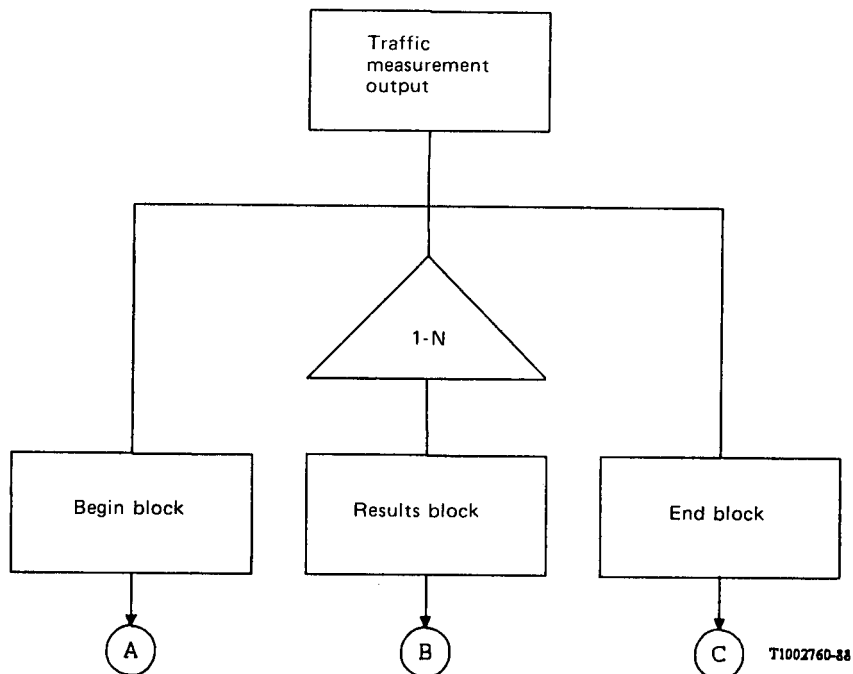 Traffic
measurement
output
1-N
Begin block
Results block
End block
A
B
C
T1002760-88